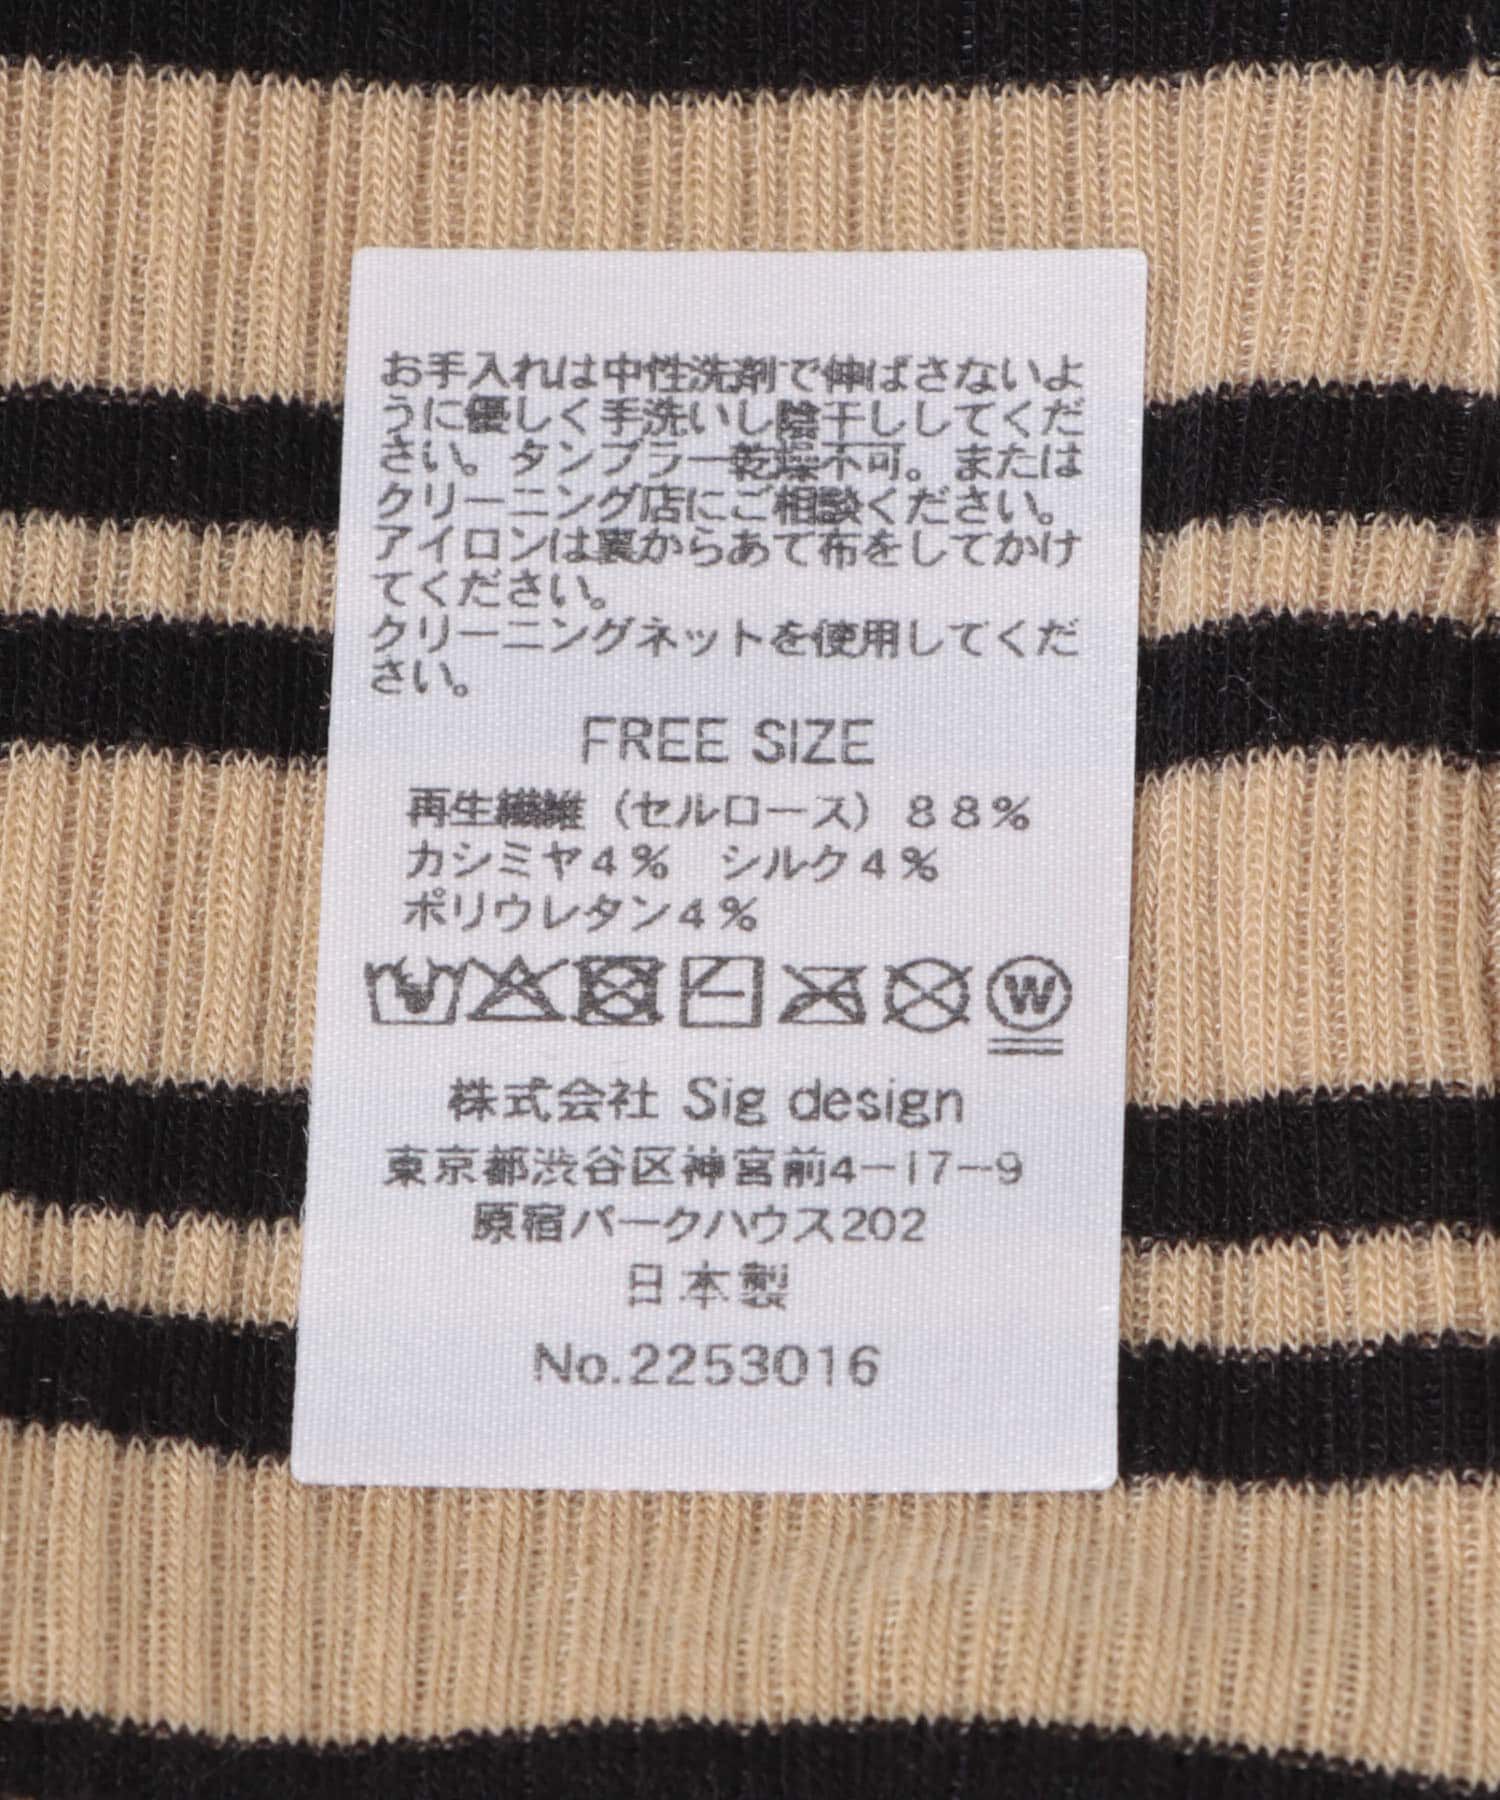 お手入れは中性洗剤で伸ばさないよ
うに優しく手洗いし陰干ししてくだ
さい。タンブラー乾燥不可。または
クリーニング店にご相談ください。
アイロンは裏からあて布をしてかけ
てください。
クリーニングネットを使用してくだ
さい。
FREE SIZE
再生繊維（セルロース）88%
カシミヤ4%　シルク4%
ポリウレタン4%
W
株式会社 Sig design
東京都渋谷区神宮前4-17-9
原宿パークハウス202
日本製
No.2253016